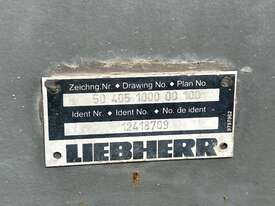 Zeichng.Nr. ◆ Drawing No. ◆ Plan No.
50 405 1000 00 100
Ident Nr. ◆ Ident No. ◆ No. de ident
12418709
LIEBHERR